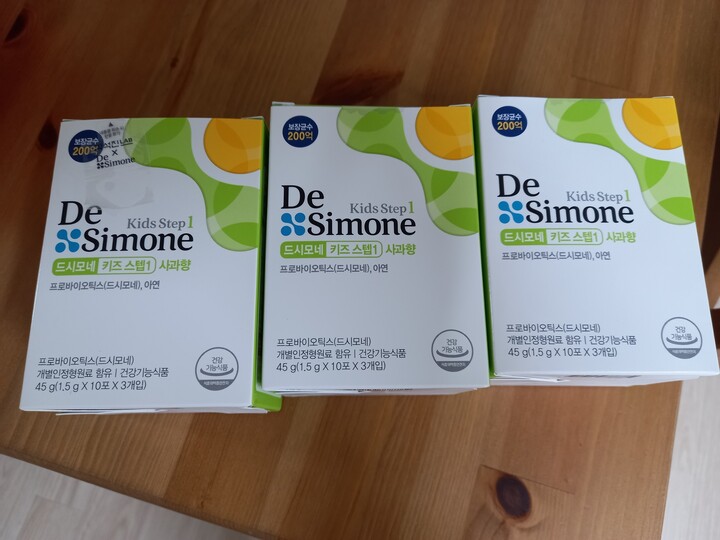 보장균수
200억
LAB
X
De
Simone
De
Kids Step 1
Simone
드시모네 키즈 스텝1 사과향
프로바이오틱스(드시모네), 아연
프로바이오틱스(드시모네)
개별인정형원료 함유 | 건강기능식품
45 g(1.5 g X 10포 X 3개입)
건강
기능식품
보장균수
200억
De
Kids Step 1
Simone
드시모네 키즈 스텝1 사과향
프로바이오틱스(드시모네), 아연
프로바이오틱스(드시모네)
개별인정형원료 함유 | 건강기능식품
45 g(1.5 g X 10포 X 3개입)
건강
기능식품
보장균수
200억
De
Kids Step 1
Simone
드시모네 키즈 스텝1 사과향
프로바이오틱스(드시모네), 아연
프로바이오틱스(드시모네)
개별인정형원료 함유 | 건강기능식품
45 g(1.5 g X 10포 X 3개입)
건강
기능식품